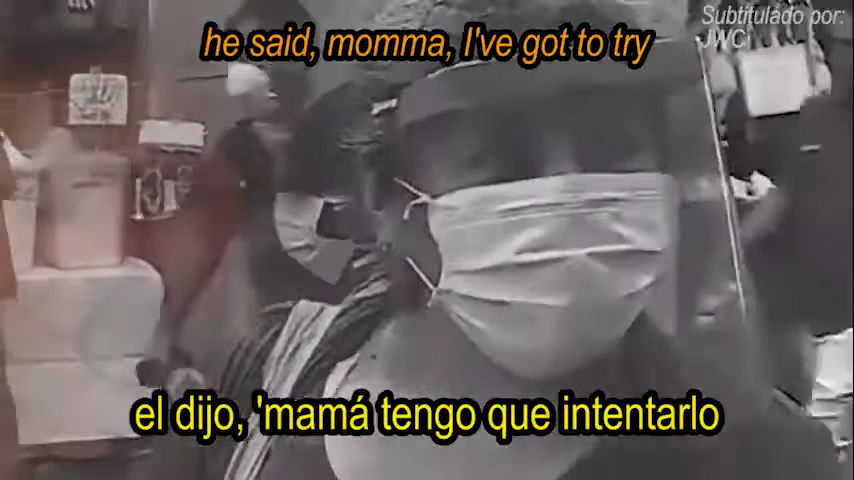 he said, momma, I've got to try
Subtitulado por:
JWC
el dijo, 'mamá tengo que intentarlo